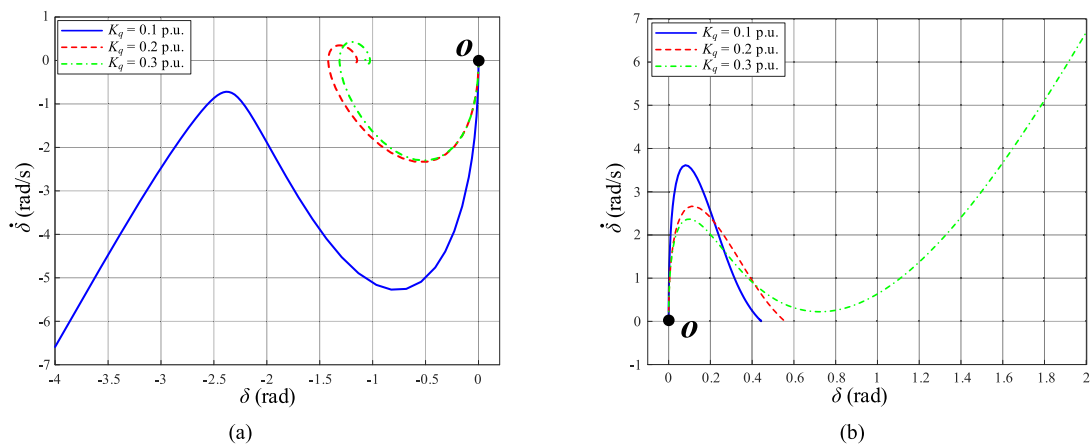 K_q = 0.1 p.u.
K_q = 0.2 p.u.
K_q = 0.3 p.u.
o
1
0
-1
-2
-3
-4
-5
-6
-7
δ̇ (rad/s)
-4 -3.5 -3 -2.5 -2 -1.5 -1 -0.5 0
δ (rad)
(a)
K_q = 0.1 p.u.
K_q = 0.2 p.u.
K_q = 0.3 p.u.
o
7
6
5
4
3
2
1
0
-1
δ̇ (rad/s)
0 0.2 0.4 0.6 0.8 1 1.2 1.4 1.6 1.8 2
δ (rad)
(b)